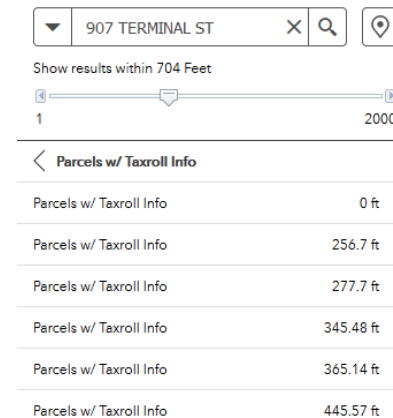 907 TERMINAL ST
Show results within 704 Feet
1 2000
Parcels w/ Taxroll Info
Parcels w/ Taxroll Info 0 ft
Parcels w/ Taxroll Info 256.7 ft
Parcels w/ Taxroll Info 277.7 ft
Parcels w/ Taxroll Info 345.48 ft
Parcels w/ Taxroll Info 365.14 ft
Parcels w/ Taxroll Info 445.57 ft